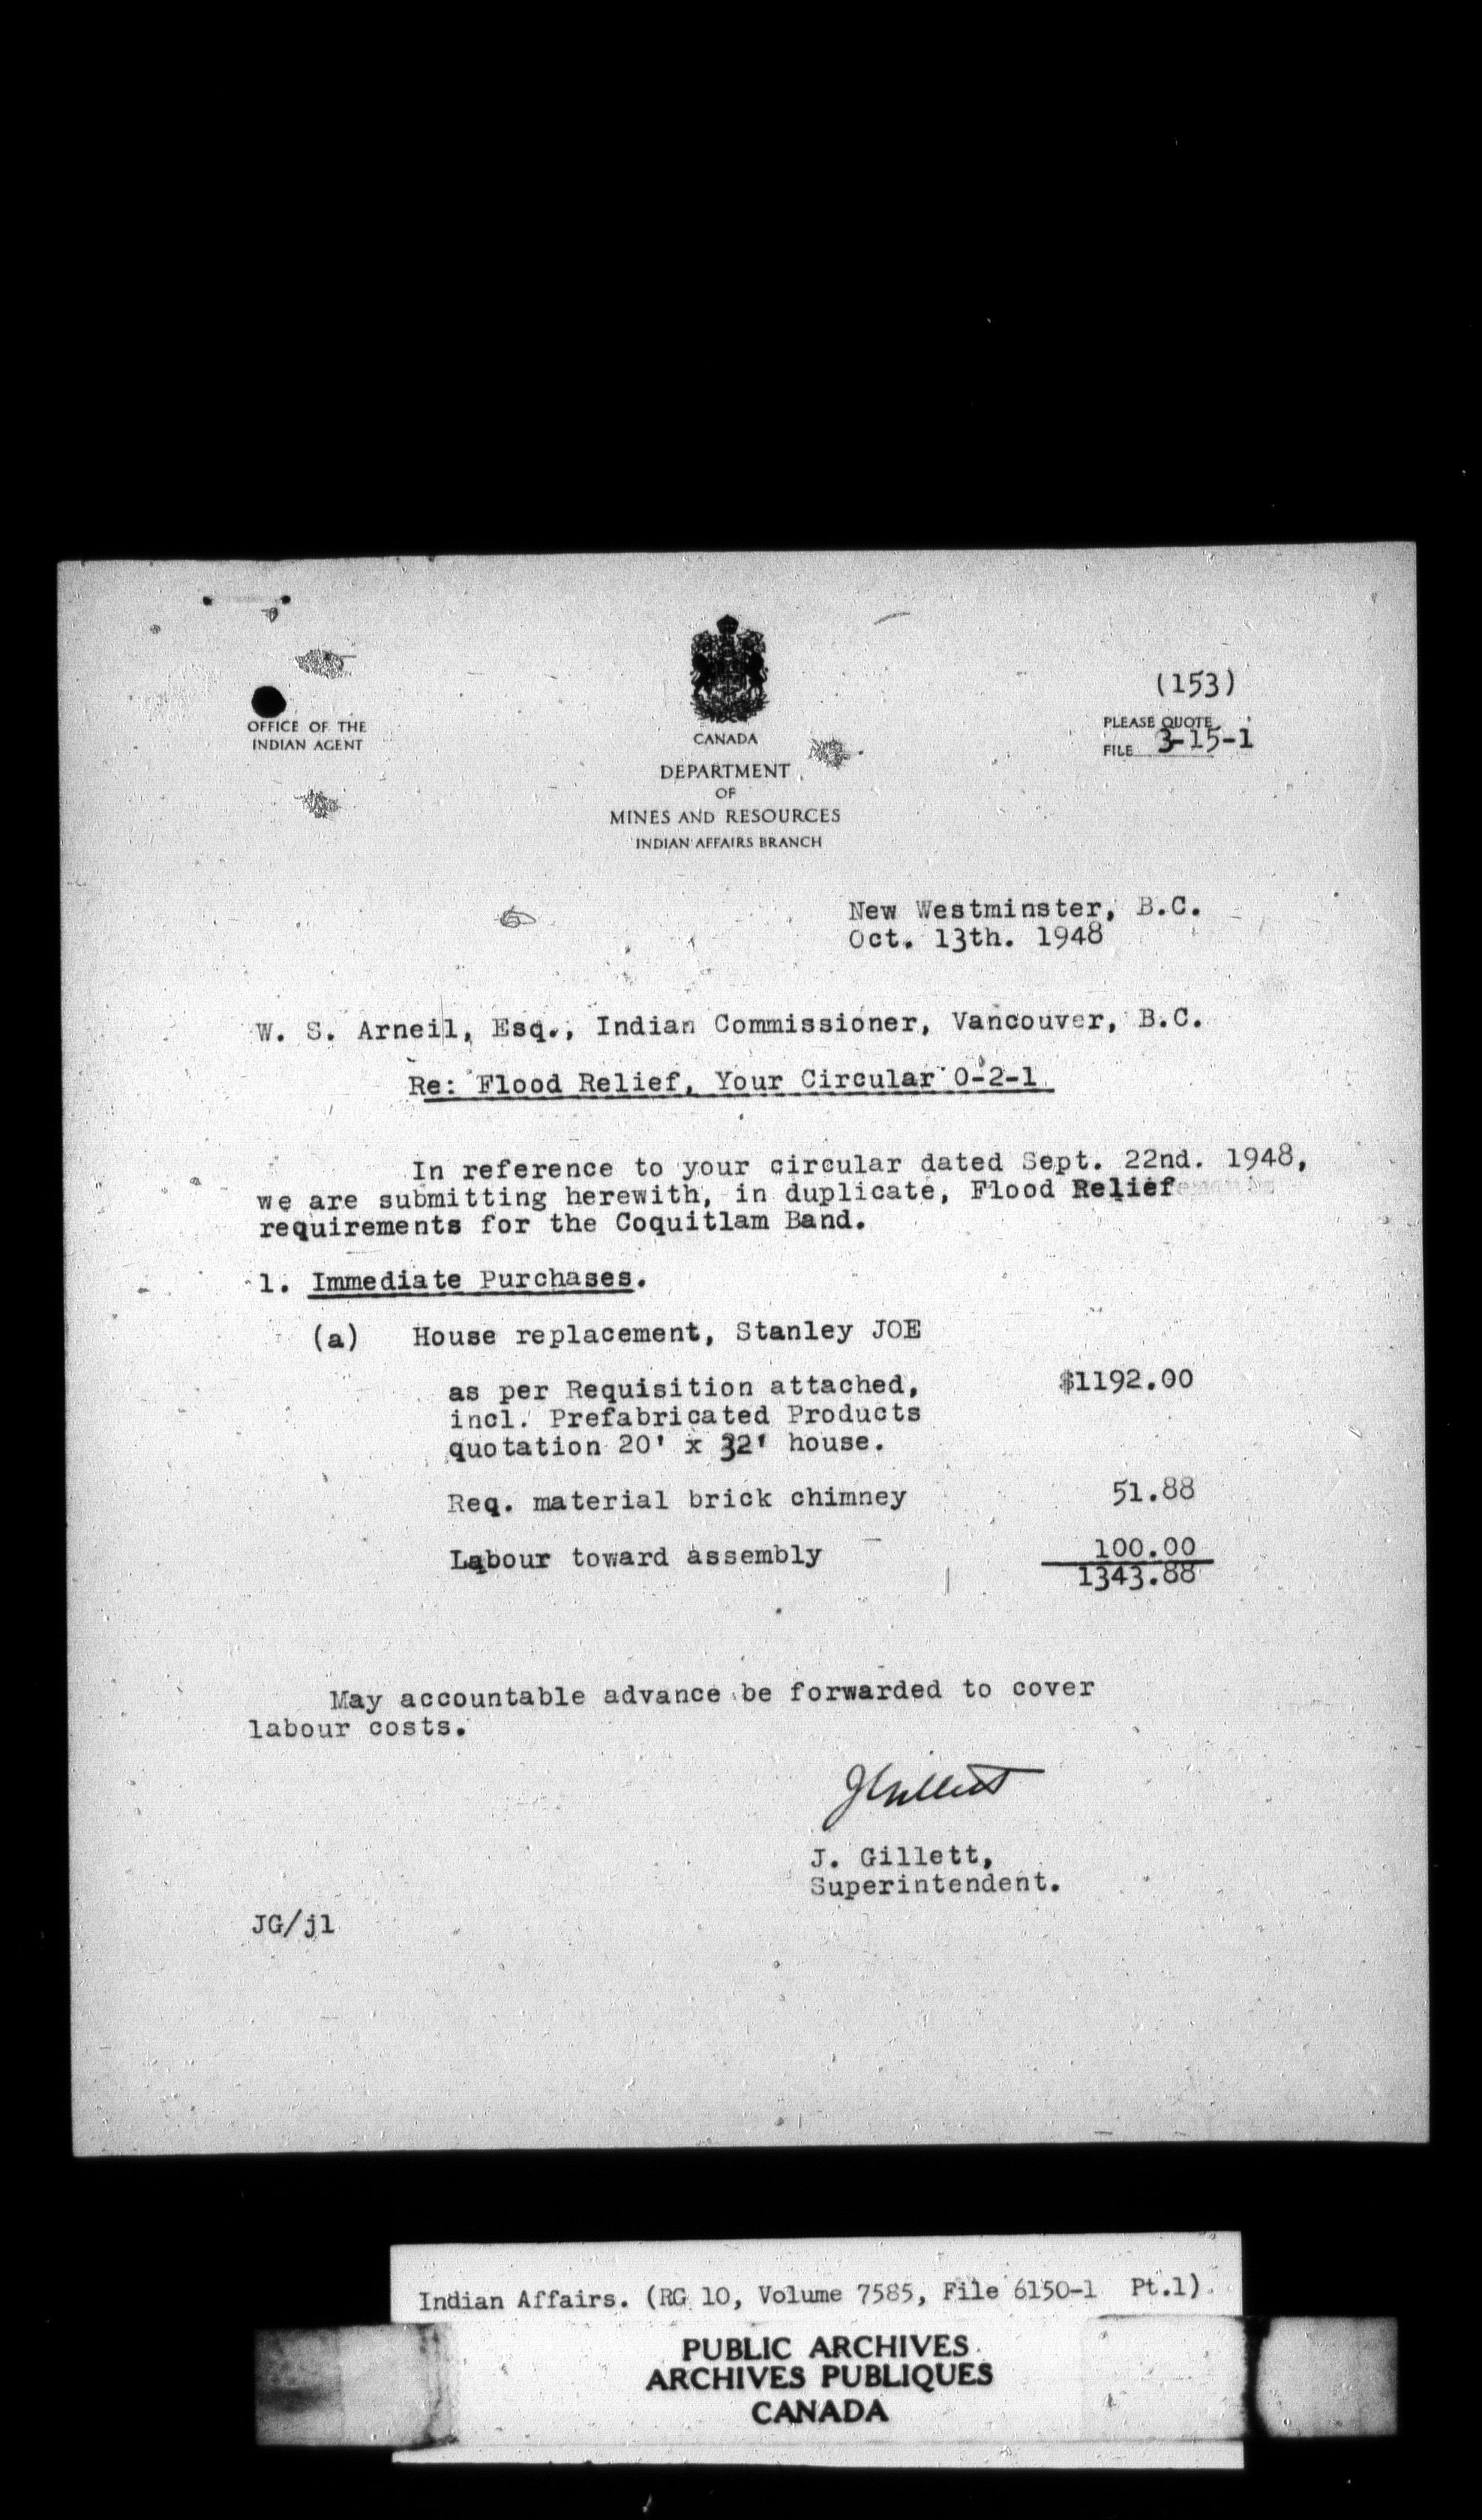 (153)
OFFICE OF THE
INDIAN AGENT
CANADA
DEPARTMENT
OF
MINES AND RESOURCES
INDIAN AFFAIRS BRANCH
PLEASE QUOTE
FILE 3-15-1
New Westminster, B.C.
Oct. 13th. 1948
W. S. Arneil, Esq., Indian Commissioner, Vancouver, B.C.
Re: Flood Relief, Your Circular 0-2-1
In reference to your circular dated Sept. 22nd. 1948,
we are submitting herewith, in duplicate, Flood Relief
requirements for the Coquitlam Band.
1. Immediate Purchases.
(a) House replacement, Stanley JOE
as per Requisition attached, $1192.00
incl. Prefabricated Products
quotation 20' x 32' house.
Req. material brick chimney 51.88
Labour toward assembly 100.00
1343.88
May accountable advance be forwarded to cover
labour costs.
JGillett
J. Gillett,
Superintendent.
JG/jl
Indian Affairs. (RG 10, Volume 7585, File 6150-1 Pt.1)
PUBLIC ARCHIVES
ARCHIVES PUBLIQUES
CANADA